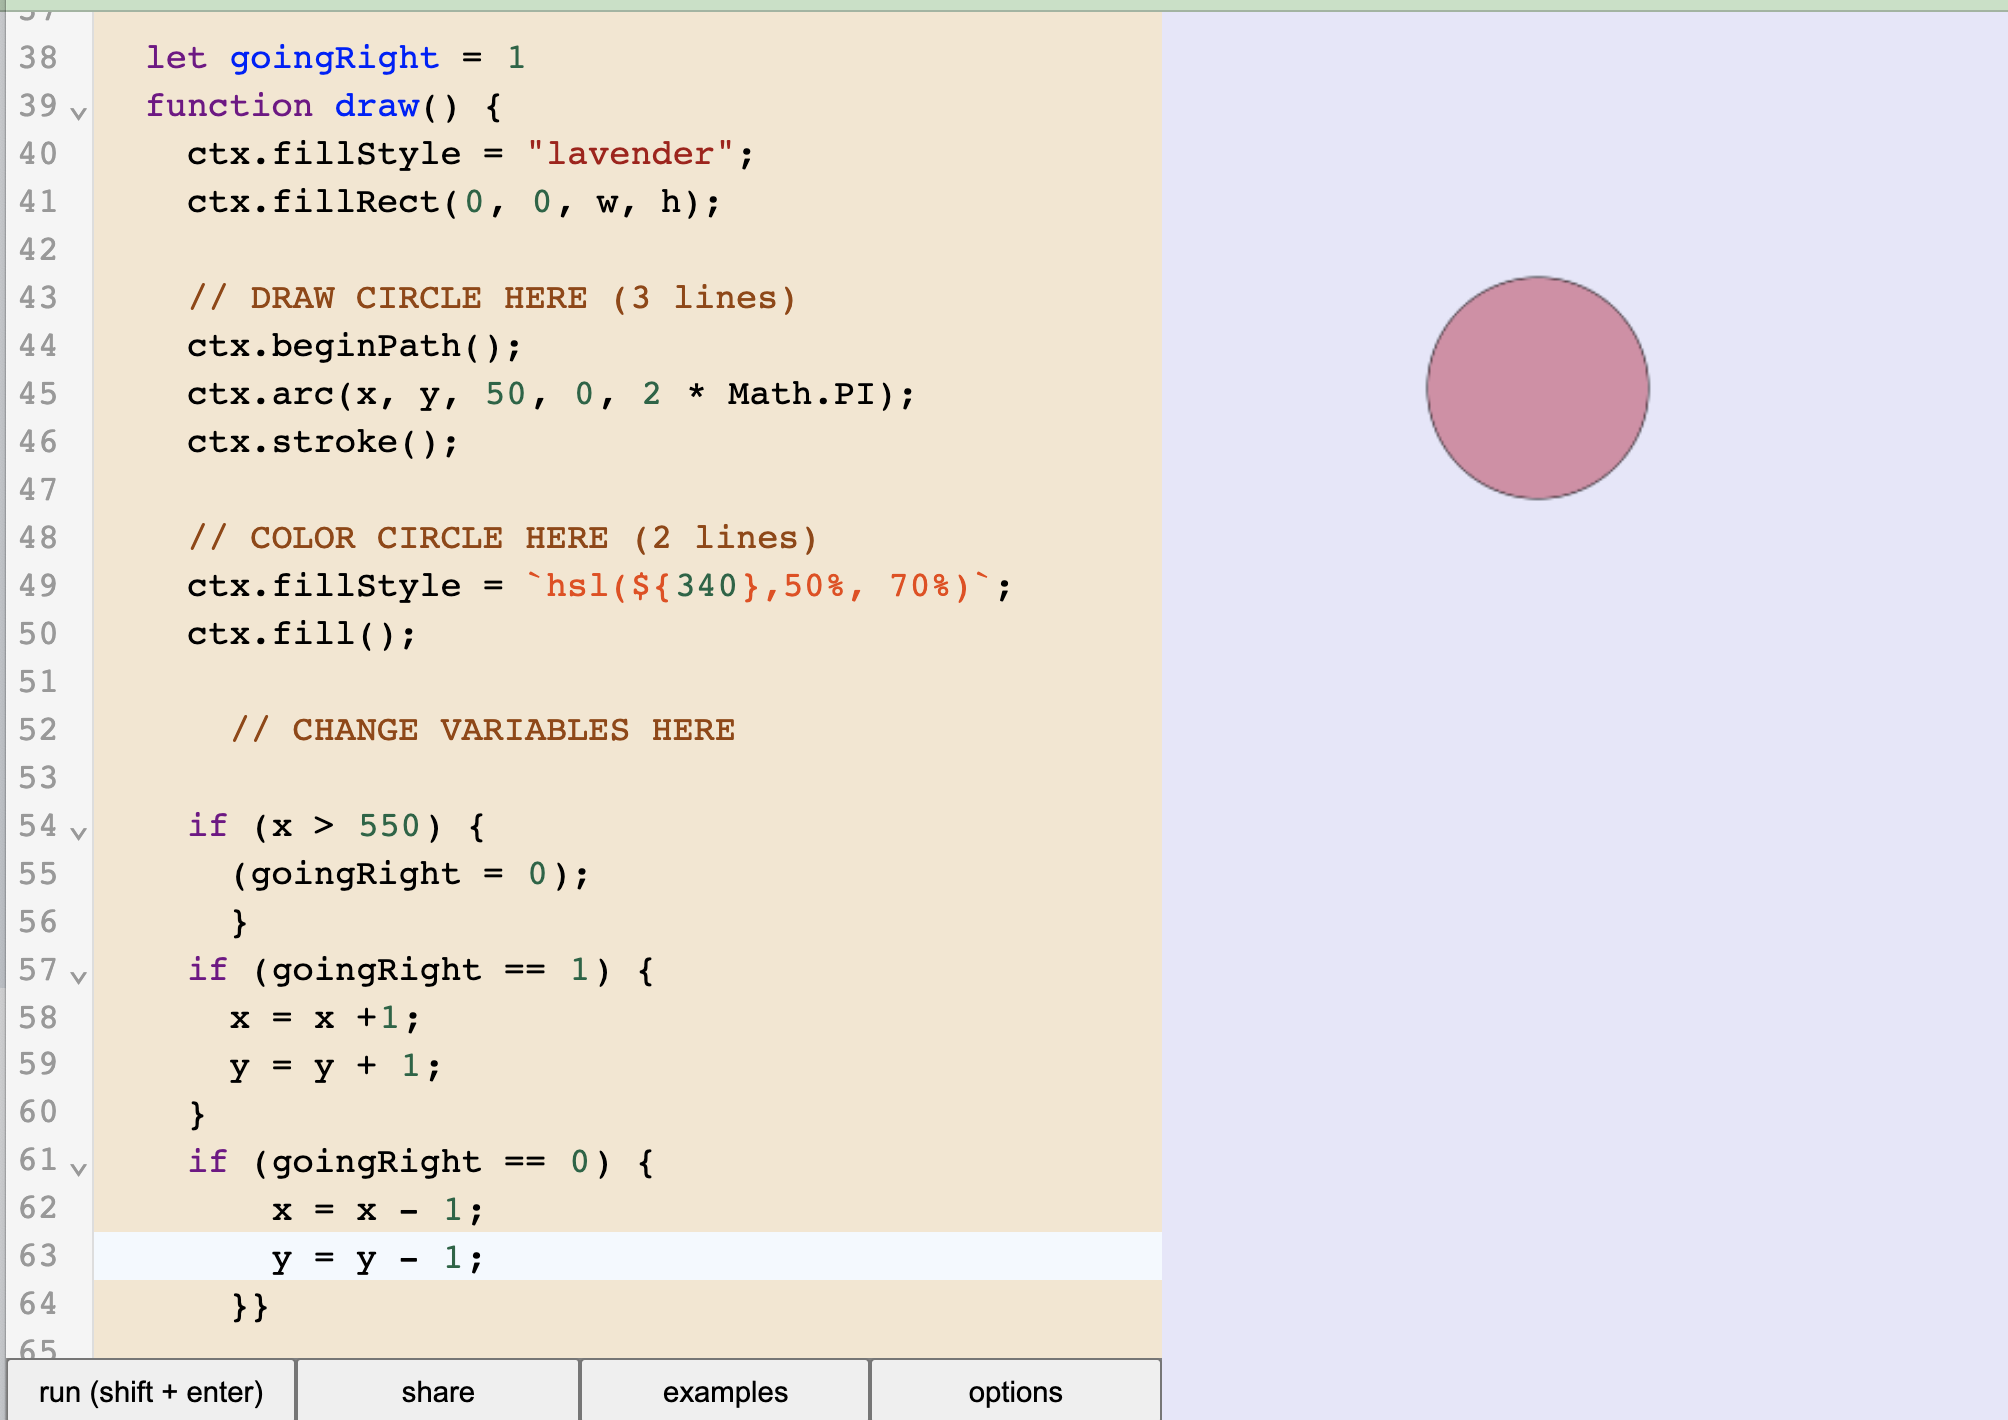 37
38 let goingRight = 1
39 function draw() {
40 ctx.fillStyle = "lavender";
41 ctx.fillRect(0, 0, w, h);
42
43 // DRAW CIRCLE HERE (3 lines)
44 ctx.beginPath();
45 ctx.arc(x, y, 50, 0, 2 * Math.PI);
46 ctx.stroke();
47
48 // COLOR CIRCLE HERE (2 lines)
49 ctx.fillStyle = `hsl(${340},50%, 70%)`;
50 ctx.fill();
51
52 // CHANGE VARIABLES HERE
53
54 if (x > 550) {
55 (goingRight = 0);
56 }
57 if (goingRight == 1) {
58 x = x +1;
59 y = y + 1;
60 }
61 if (goingRight == 0) {
62 x = x - 1;
63 y = y - 1;
64 }}
65
run (shift + enter) share examples options